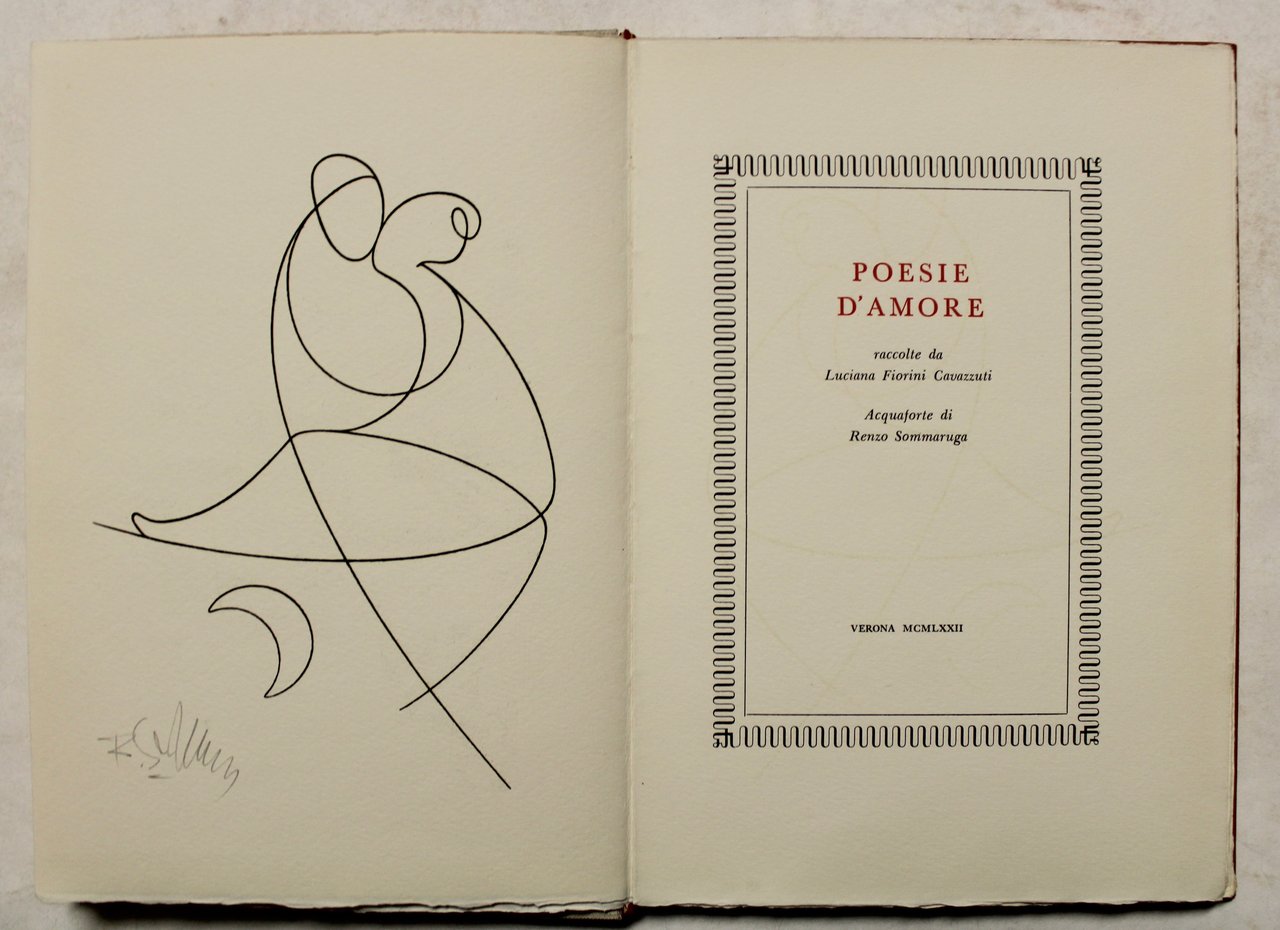 POESIE
D'AMORE
raccolte da
Luciana Fiorini Cavazzuti
Acquaforte di
Renzo Sommaruga
VERONA MCMLXXII